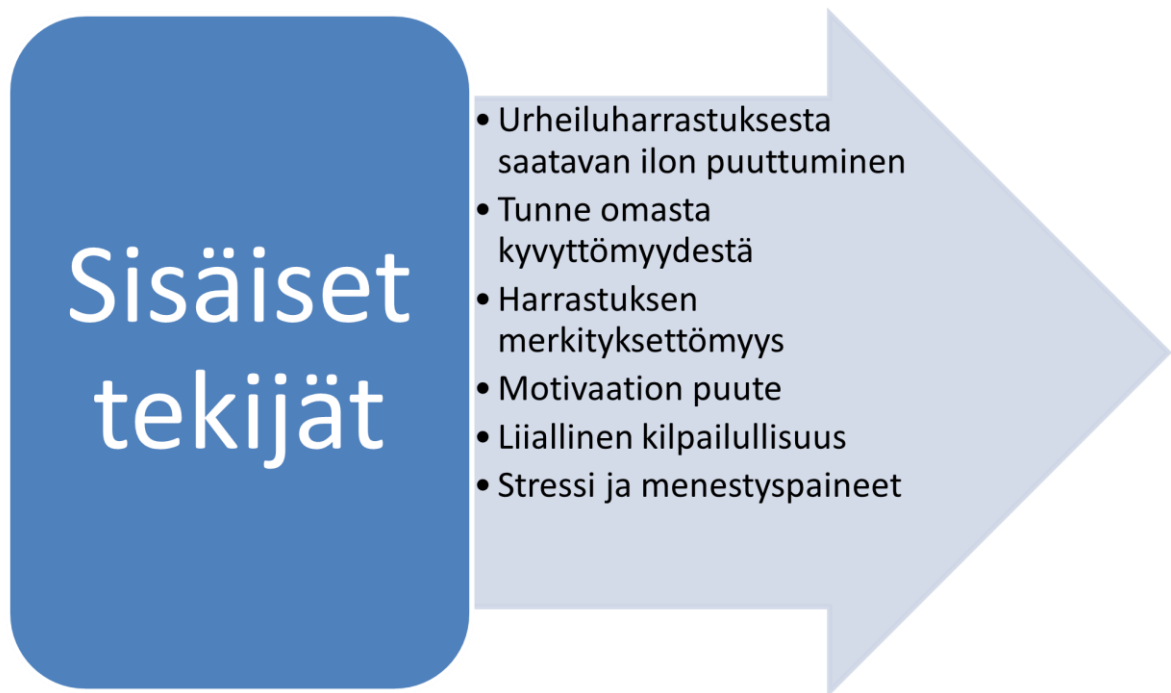 Sisäiset
tekijät
• Urheiluharrastuksesta
saatavan ilon puuttuminen
• Tunne omasta
kyvyttömyydestä
• Harrastuksen
merkityksettömyys
• Motivaation puute
• Liiallinen kilpailullisuus
• Stressi ja menestyspaineet